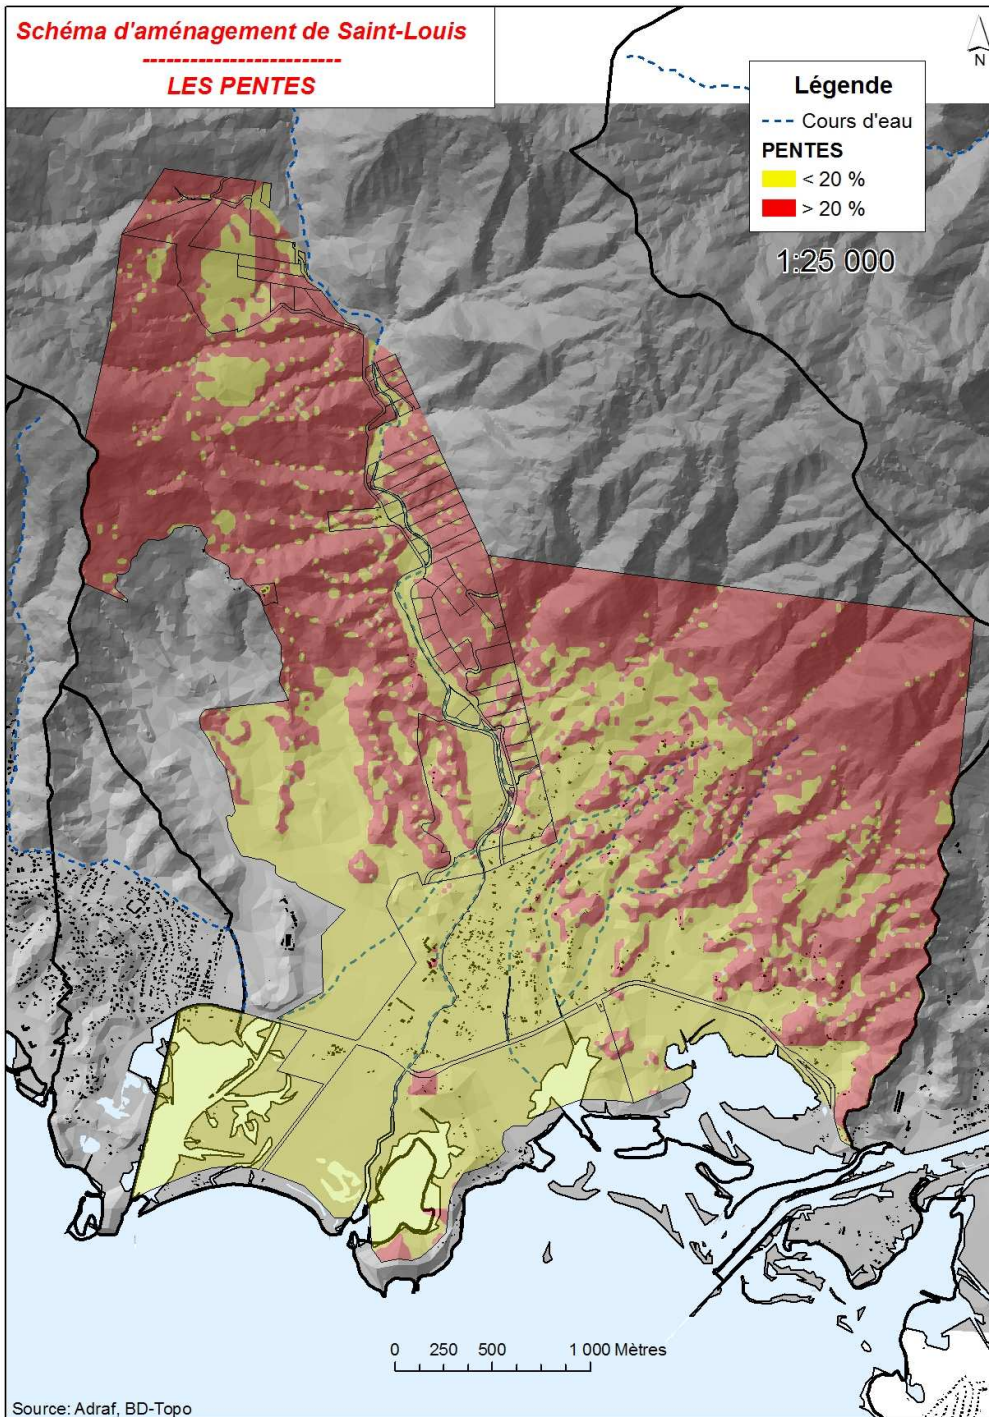 Schéma d'aménagement de Saint-Louis
-------------------------
LES PENTES
N
Légende
Cours d'eau
PENTES
< 20 %
> 20 %
1:25 000
0 250 500 1 000 Mètres
Source: Adraf, BD-Topo